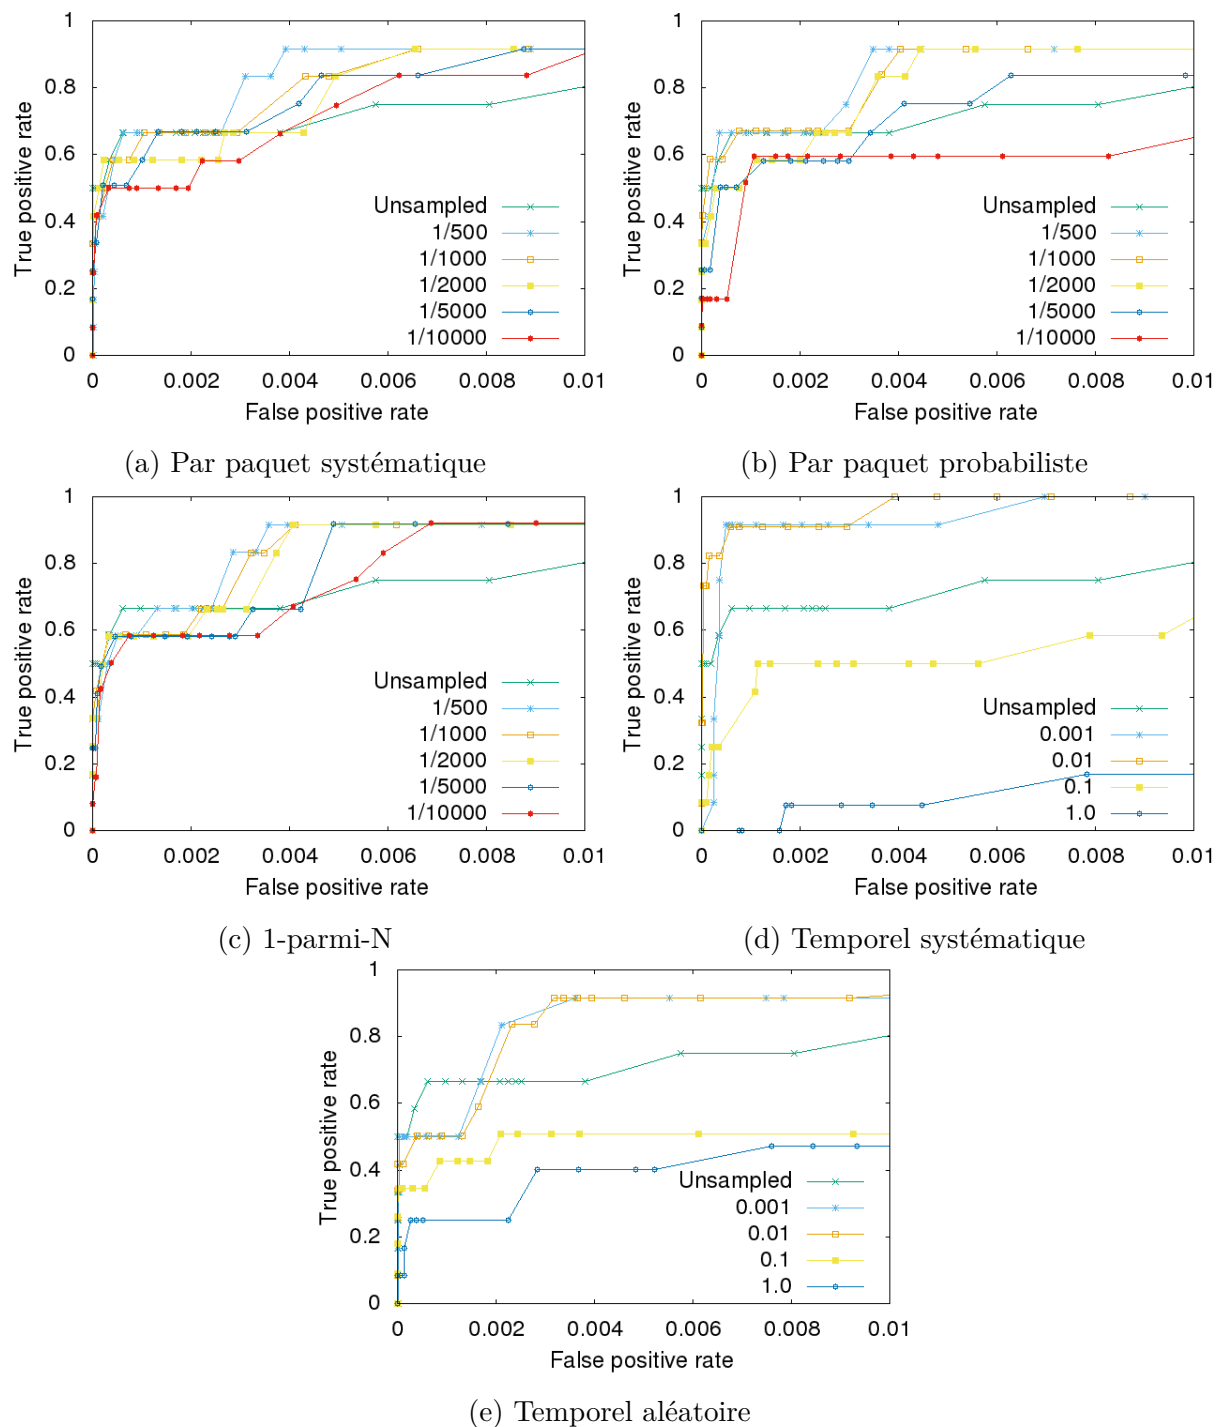 1
0.8
0.6
0.4
0.2
0
True positive rate
Unsampled
1/500
1/1000
1/2000
1/5000
1/10000
0 0.002 0.004 0.006 0.008 0.01
False positive rate
(a) Par paquet systématique
1
0.8
0.6
0.4
0.2
0
True positive rate
Unsampled
1/500
1/1000
1/2000
1/5000
1/10000
0 0.002 0.004 0.006 0.008 0.01
False positive rate
(b) Par paquet probabiliste
1
0.8
0.6
0.4
0.2
0
True positive rate
Unsampled
1/500
1/1000
1/2000
1/5000
1/10000
0 0.002 0.004 0.006 0.008 0.01
False positive rate
(c) 1-parmi-N
1
0.8
0.6
0.4
0.2
0
True positive rate
Unsampled
0.001
0.01
0.1
1.0
0 0.002 0.004 0.006 0.008 0.01
False positive rate
(d) Temporel systématique
1
0.8
0.6
0.4
0.2
0
True positive rate
Unsampled
0.001
0.01
0.1
1.0
0 0.002 0.004 0.006 0.008 0.01
False positive rate
(e) Temporel aléatoire